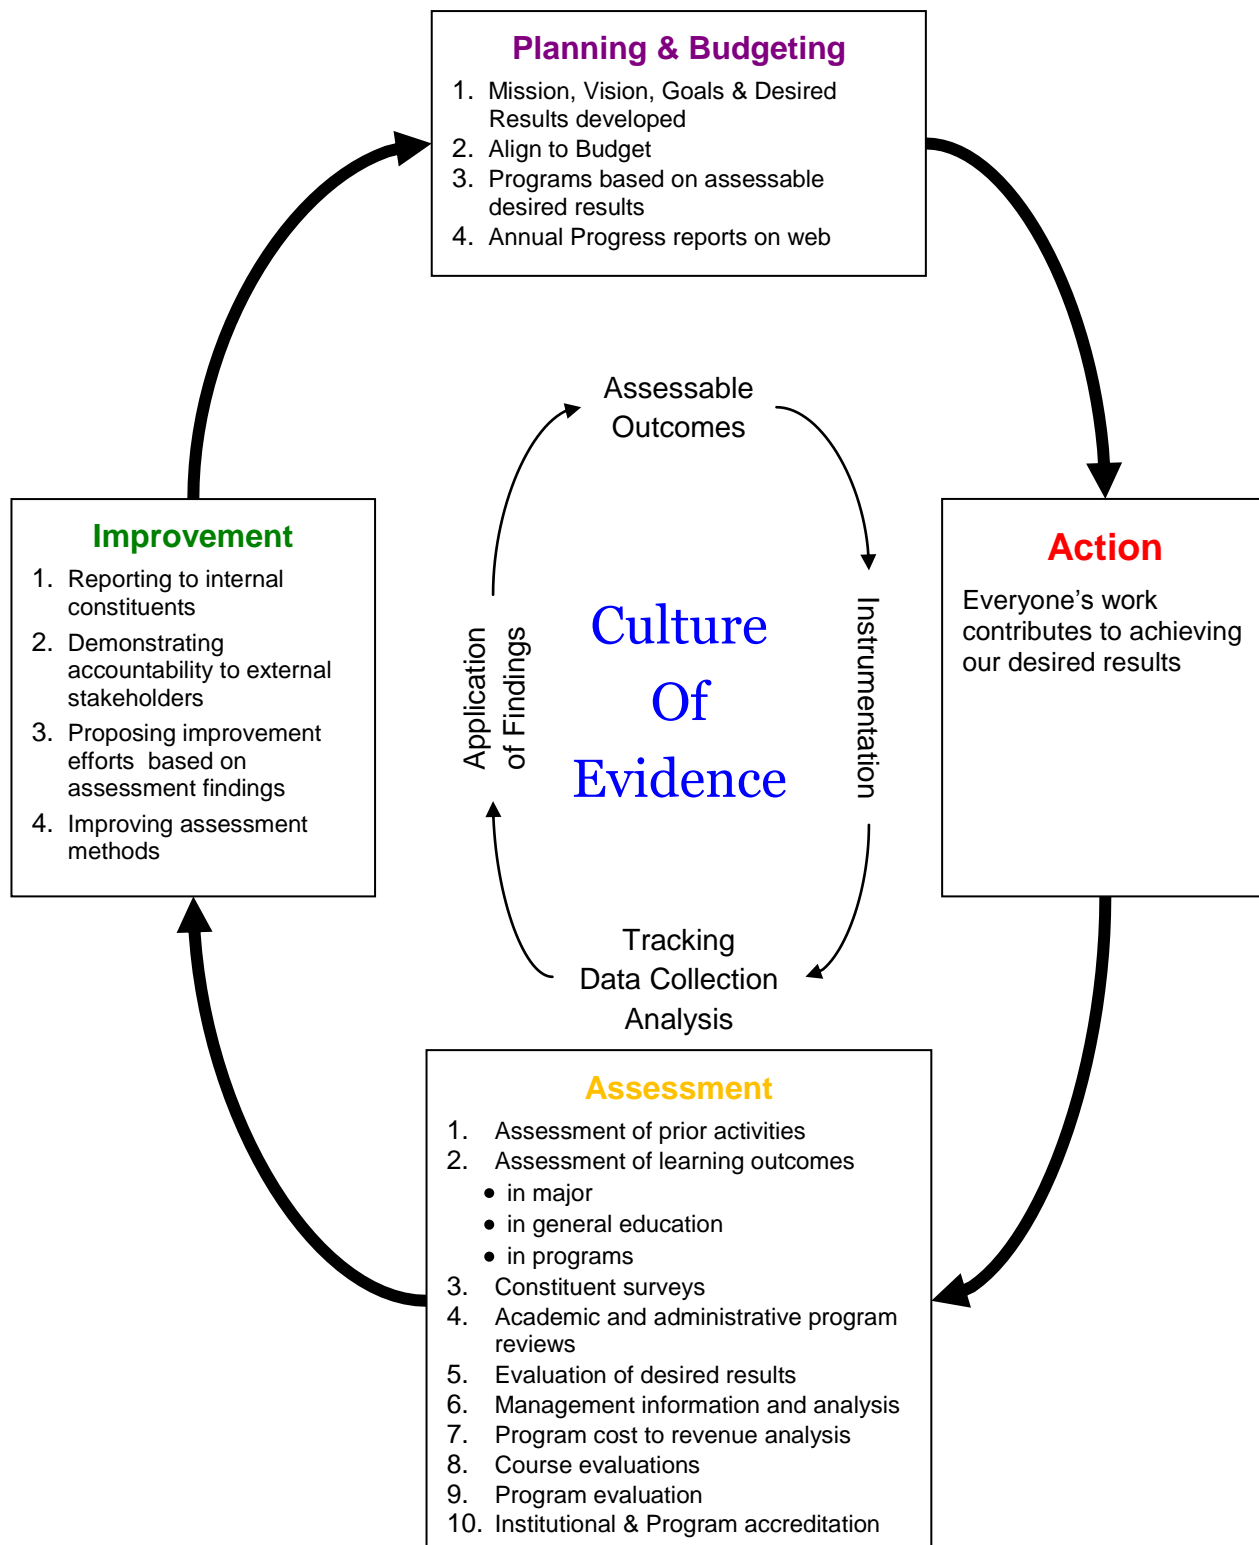 Planning & Budgeting
1. Mission, Vision, Goals & Desired
Results developed
2. Align to Budget
3. Programs based on assessable
desired results
4. Annual Progress reports on web
Assessable
Outcomes
Improvement
1. Reporting to internal
constituents
2. Demonstrating
accountability to external
stakeholders
3. Proposing improvement
efforts  based on
assessment findings
4. Improving assessment
methods
Application
of Findings
Culture
Of
Evidence
Instrumentation
Action
Everyone’s work
contributes to achieving
our desired results
Tracking
Data Collection
Analysis
Assessment
1. Assessment of prior activities
2. Assessment of learning outcomes
• in major
• in general education
• in programs
3. Constituent surveys
4. Academic and administrative program
reviews
5. Evaluation of desired results
6. Management information and analysis
7. Program cost to revenue analysis
8. Course evaluations
9. Program evaluation
10. Institutional & Program accreditation